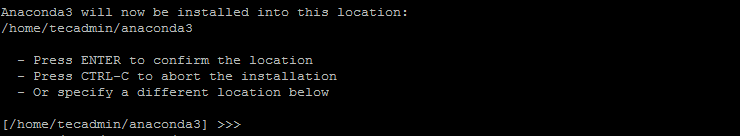 Anaconda3 will now be installed into this location:
/home/tecadmin/anaconda3
- Press ENTER to confirm the location
- Press CTRL-C to abort the installation
- Or specify a different location below
[/home/tecadmin/anaconda3] >>>